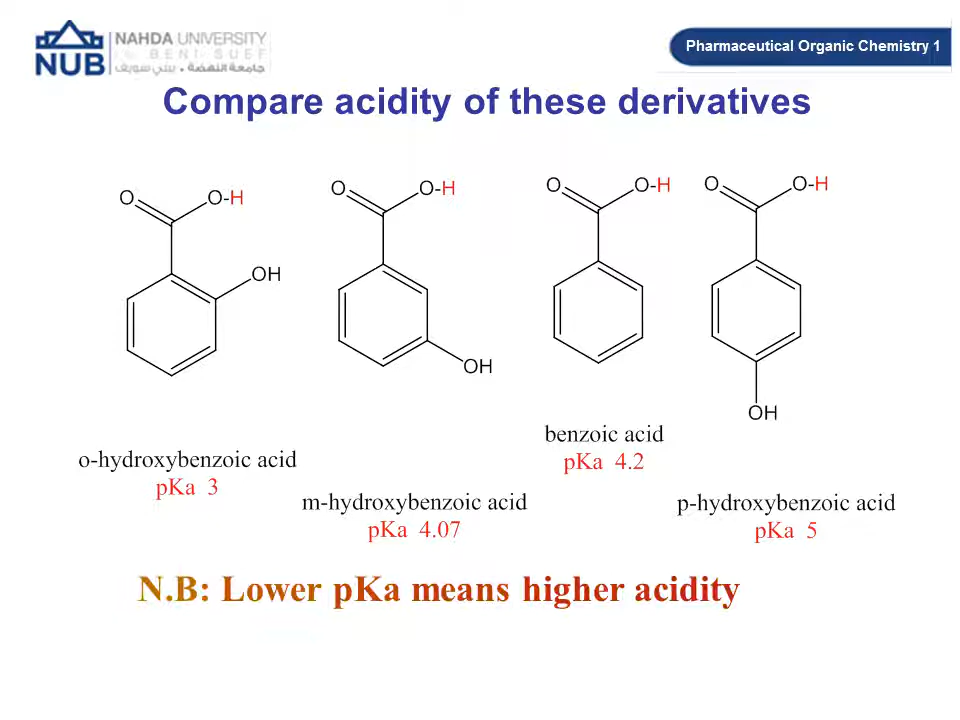 NAHDA UNIVERSITY
NUB
BENI SUEF
جامعة النهضة • بني سويف
Pharmaceutical Organic Chemistry 1
Compare acidity of these derivatives
O
O-H
OH
o-hydroxybenzoic acid
pKa 3
O
O-H
OH
m-hydroxybenzoic acid
pKa 4.07
O
O-H
benzoic acid
pKa 4.2
O
O-H
OH
p-hydroxybenzoic acid
pKa 5
N.B: Lower pKa means higher acidity